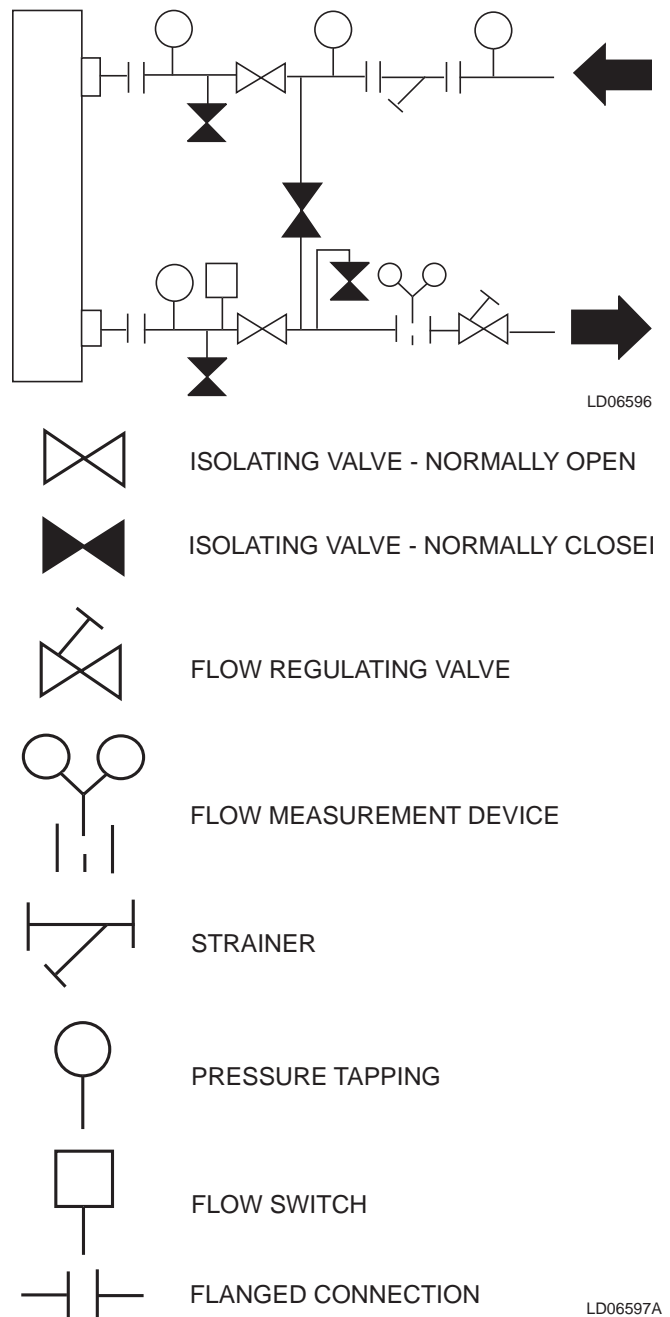 LD06596
ISOLATING VALVE - NORMALLY OPEN
ISOLATING VALVE - NORMALLY CLOSEI
FLOW REGULATING VALVE
FLOW MEASUREMENT DEVICE
STRAINER
PRESSURE TAPPING
FLOW SWITCH
FLANGED CONNECTION
LD06597A